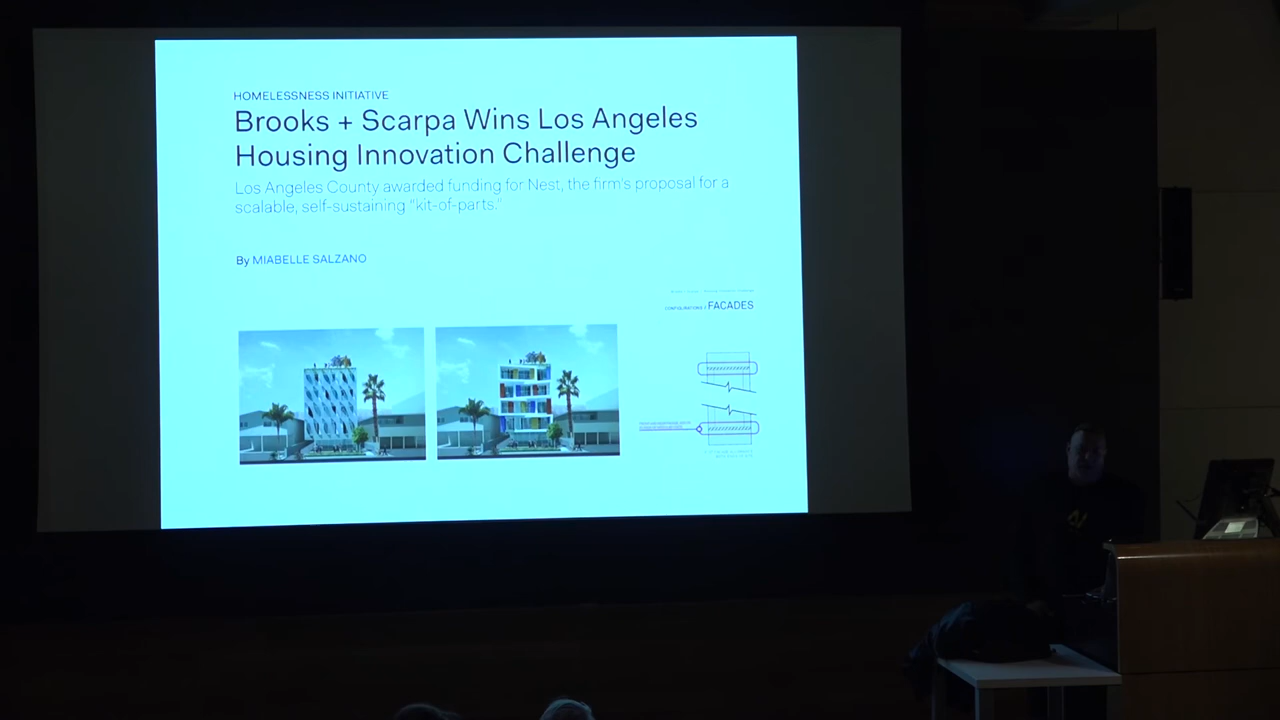 HOMELESSNESS INITIATIVE
Brooks + Scarpa Wins Los Angeles
Housing Innovation Challenge
Los Angeles County awarded funding for Nest, the firm's proposal for a
scalable, self-sustaining "kit-of-parts."
By MIABELLE SALZANO
CONFIGURATIONS / FACADES